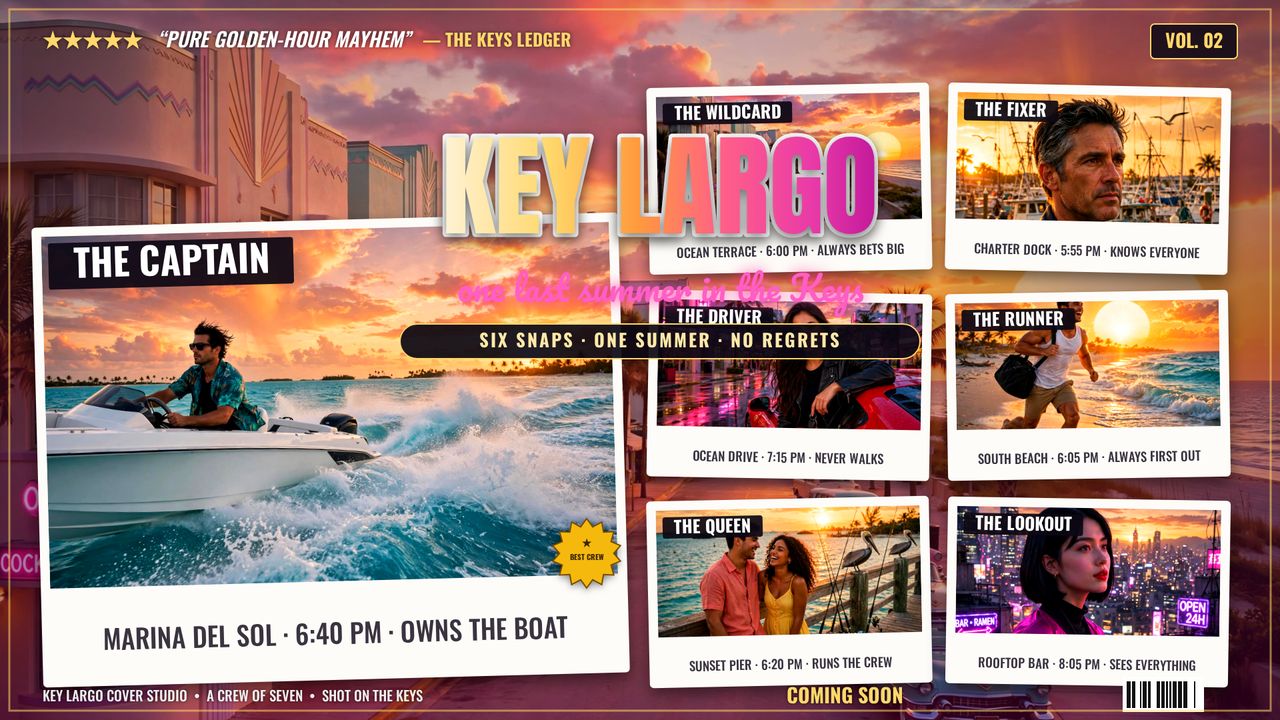 ★★★★★ “PURE GOLDEN-HOUR MAYHEM” — THE KEYS LEDGER
VOL. 02
KEY LARGO
one last summer in the Keys
SIX SNAPS · ONE SUMMER · NO REGRETS
THE CAPTAIN
MARINA DEL SOL · 6:40 PM · OWNS THE BOAT
★
BEST CREW
THE WILDCARD
OCEAN TERRACE · 6:00 PM · ALWAYS BETS BIG
THE FIXER
CHARTER DOCK · 5:55 PM · KNOWS EVERYONE
THE DRIVER
OCEAN DRIVE · 7:15 PM · NEVER WALKS
THE RUNNER
SOUTH BEACH · 6:05 PM · ALWAYS FIRST OUT
THE QUEEN
SUNSET PIER · 6:20 PM · RUNS THE CREW
THE LOOKOUT
BAR · RAMEN
OPEN
24H
ROOFTOP BAR · 8:05 PM · SEES EVERYTHING
KEY LARGO COVER STUDIO • A CREW OF SEVEN • SHOT ON THE KEYS
COMING SOON